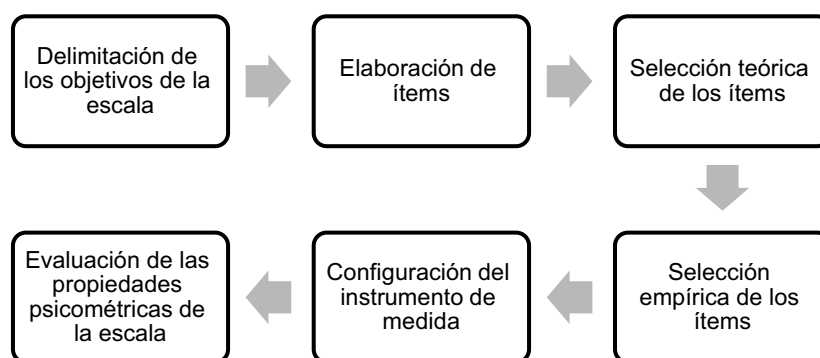 Delimitación de
los objetivos de la
escala
Elaboración de
ítems
Selección teórica
de los ítems
Selección
empírica de los
ítems
Configuración del
instrumento de
medida
Evaluación de las
propiedades
psicométricas de
la escala